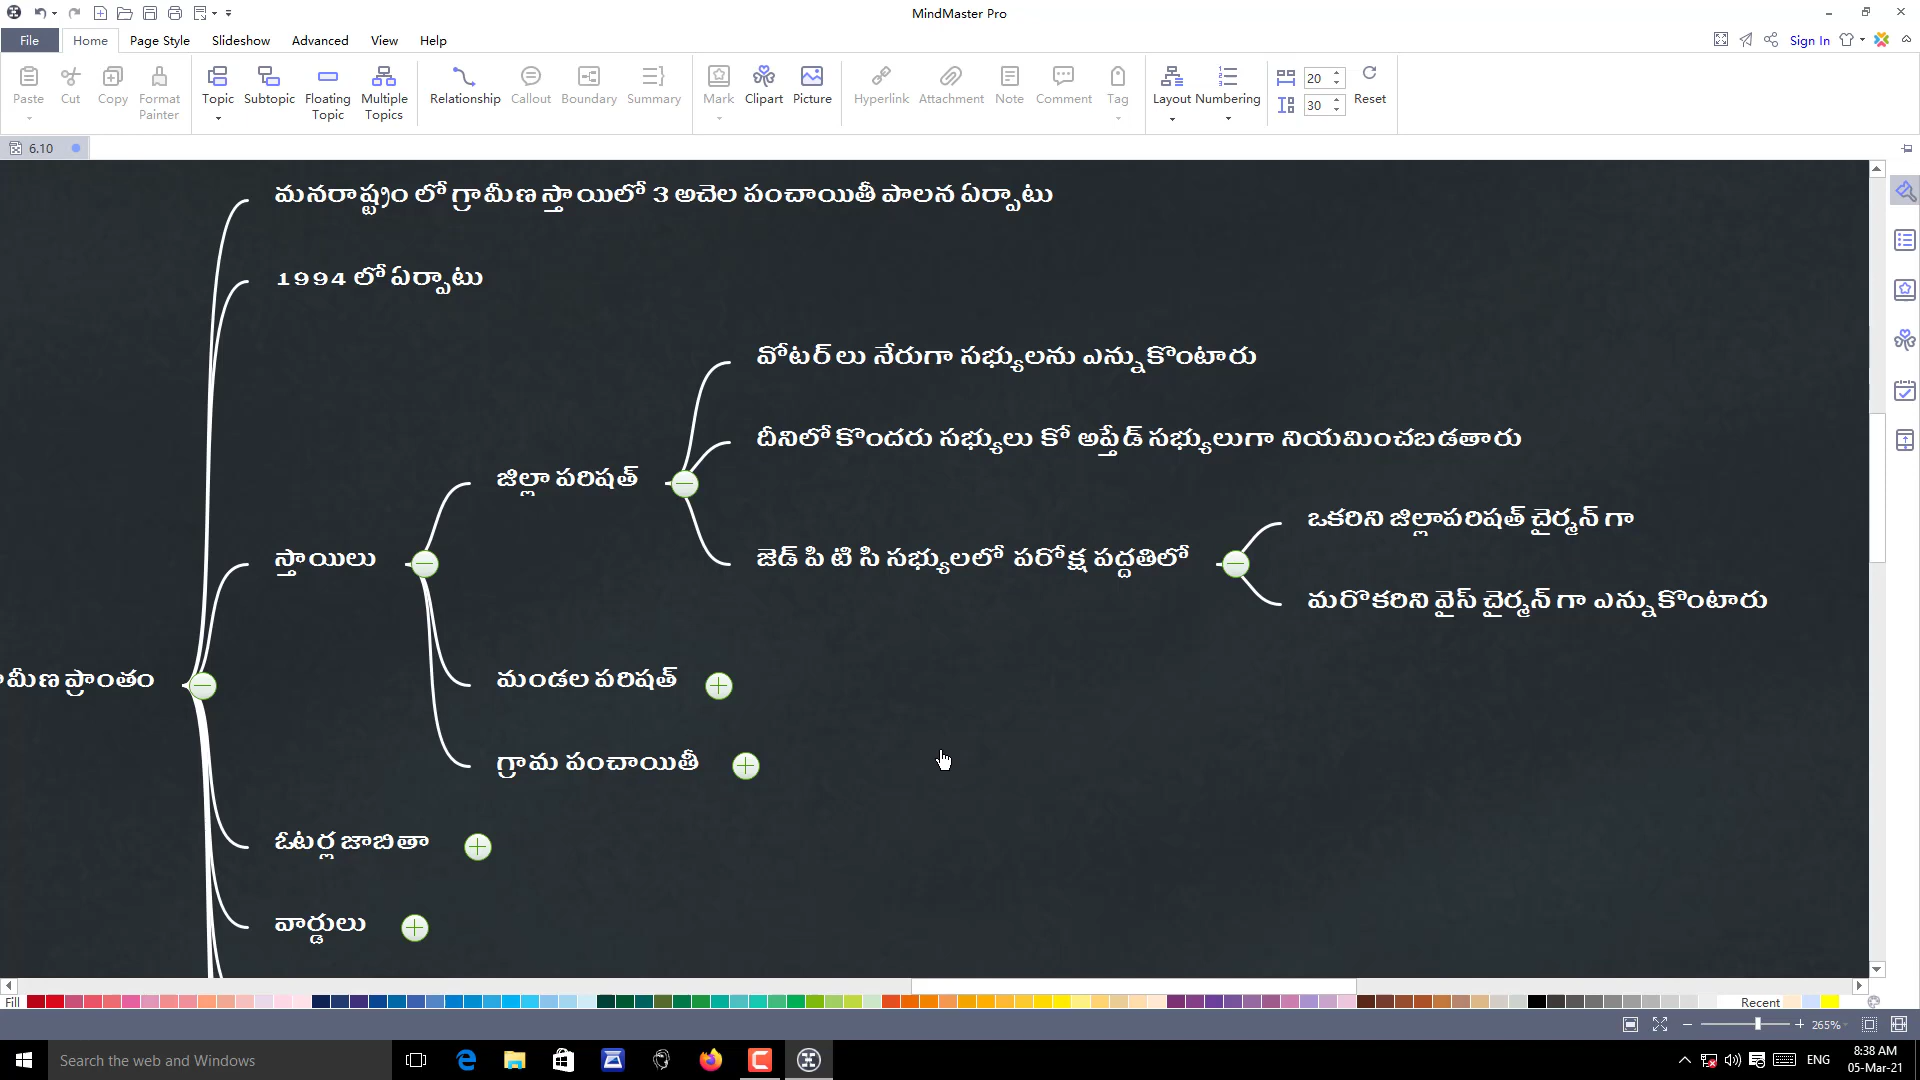 MindMaster Pro
File Home Page Style Slideshow Advanced View Help
Sign In
Paste Cut Copy Format Painter
Topic Subtopic Floating Topic Multiple Topics
Relationship Callout Boundary Summary
Mark Clipart Picture
Hyperlink Attachment Note Comment Tag
Layout Numbering
20
30
Reset
6.10
మనరాష్ట్రం లో గ్రామీణ స్తాయిలో 3 అచెల పంచాయితీ పాలన ఏర్పాటు
1994 లో ఏర్పాటు
వోటర్ లు నేరుగా సభ్యులను ఎన్నుకొంటారు
దీనిలో కొందరు సభ్యులు కో అప్తేడ్ సభ్యులుగా నియమించబడతారు
జిల్లా పరిషత్
ఒకరిని జిల్లాపరిషత్ చైర్మన్ గా
స్తాయిలు
జెడ్ పి టి సి సభ్యులలో పరోక్ష పద్దతిలో
మరొకరిని వైస్ చైర్మన్ గా ఎన్నుకొంటారు
మీణ ప్రాంతం
మండల పరిషత్
గ్రామ పంచాయితీ
ఓటర్ల జాబితా
వార్డులు
Fill
Recent
265%
Search the web and Windows
ENG
8:38 AM
05-Mar-21